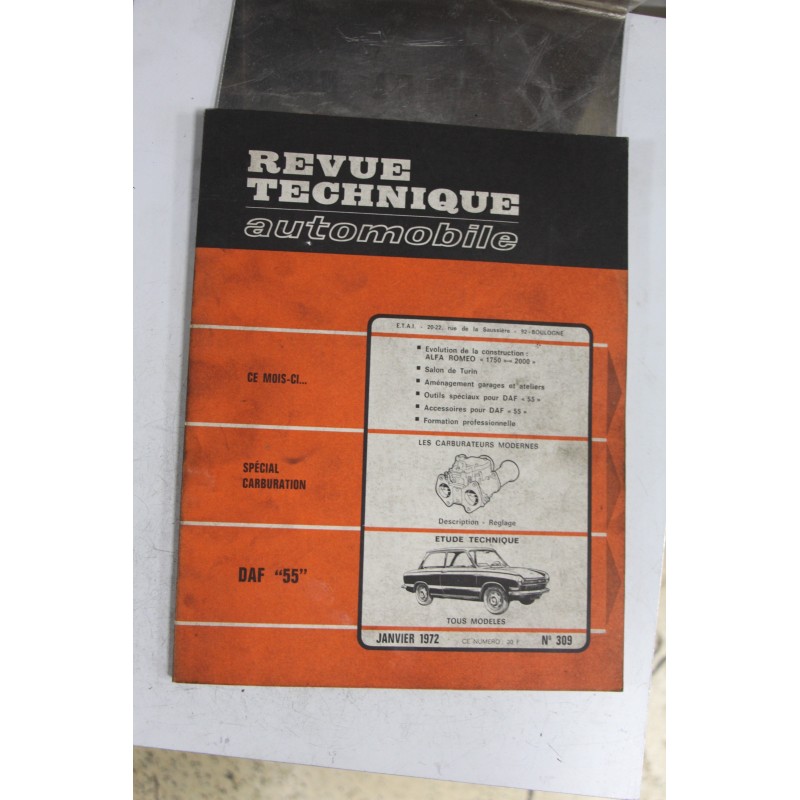 REVUE
TECHNIQUE
automobile
E.T.A.I. - 20-22, rue de la Saussière - 92-BOULOGNE
CE MOIS-CI...
▪ Evolution de la construction :
ALFA ROMEO « 1750 » « 2000 »
▪ Salon de Turin
▪ Aménagement garages et ateliers
▪ Outils spéciaux pour DAF « 55 »
▪ Accessoires pour DAF « 55 »
▪ Formation professionnelle
SPÉCIAL
CARBURATION
LES CARBURATEURS MODERNES
Description - Réglage
DAF "55"
ETUDE TECHNIQUE
TOUS MODELES
JANVIER 1972 CE NUMERO : 20 F N° 309